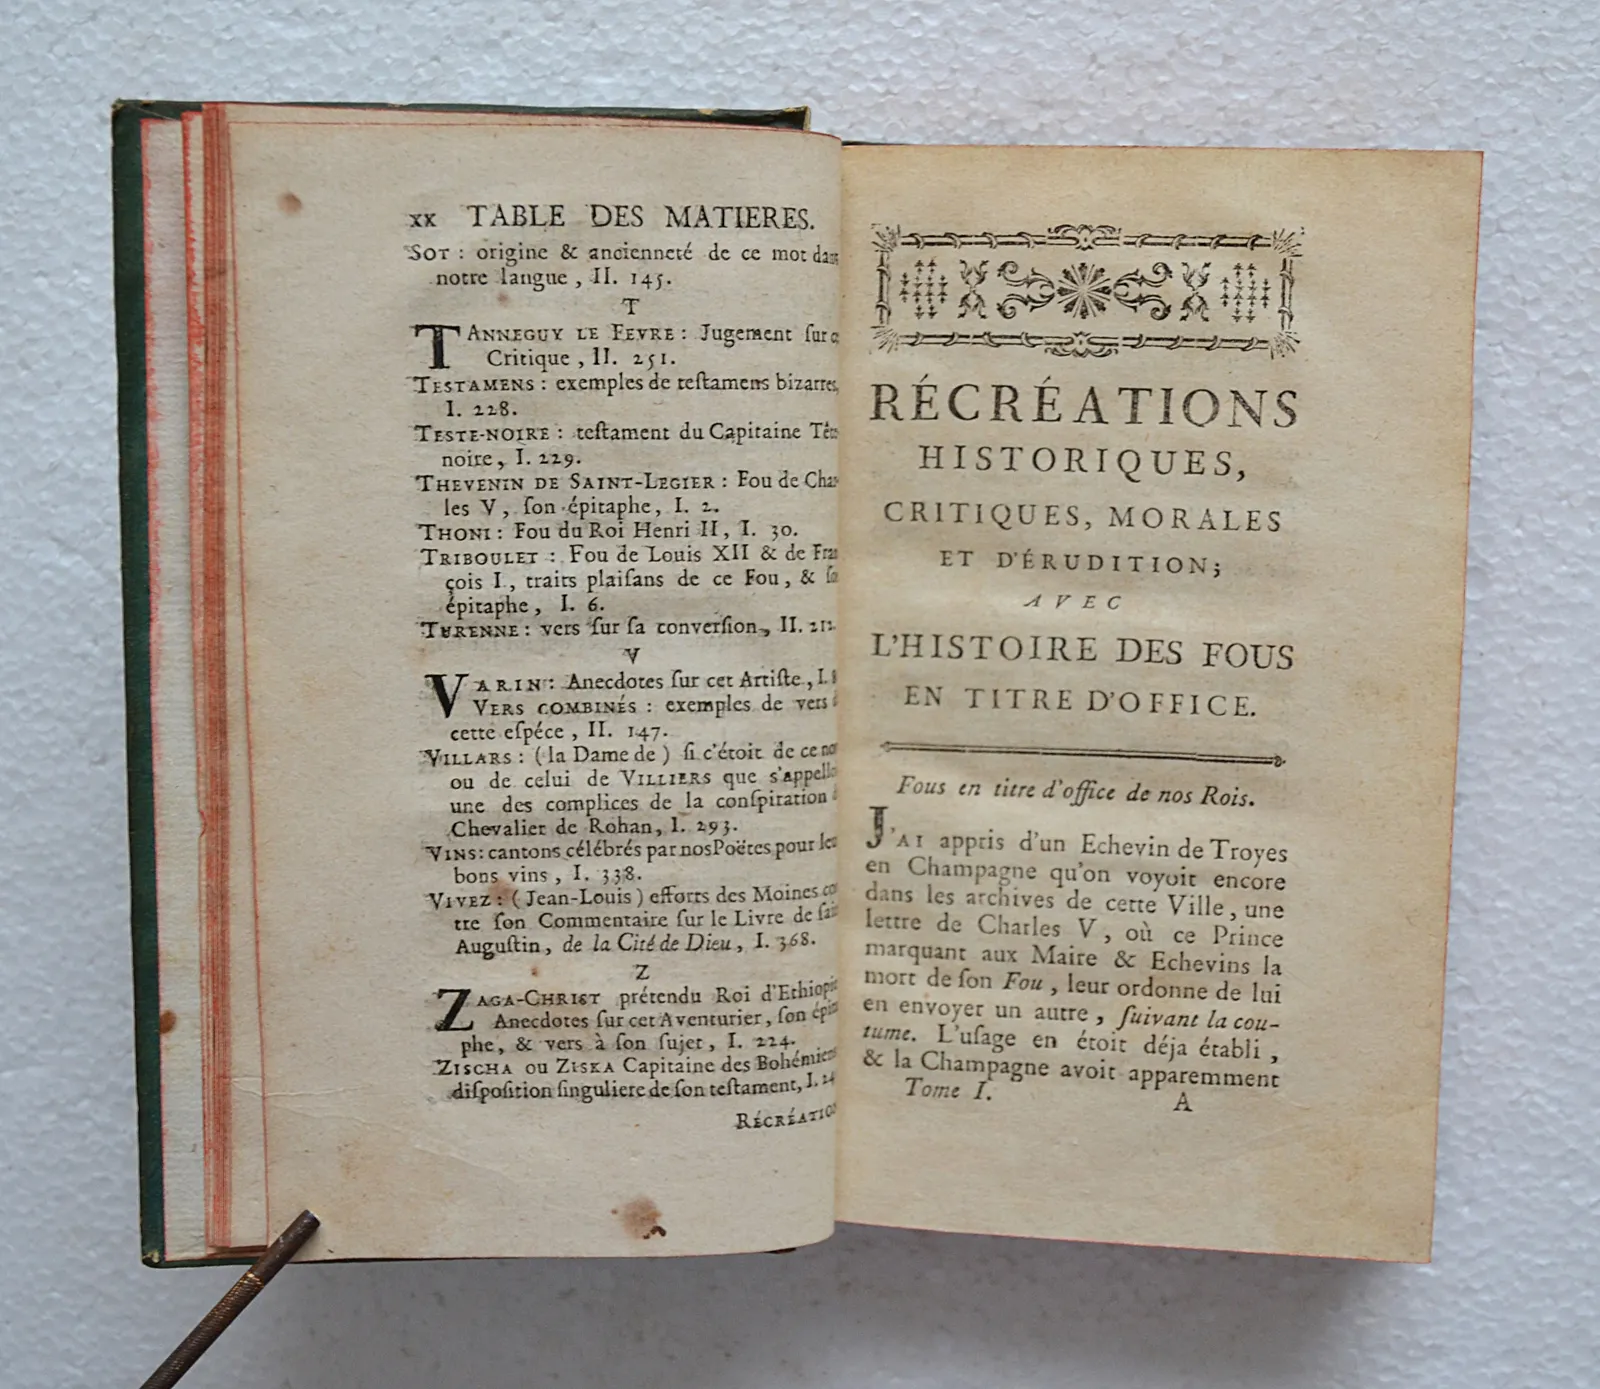 xx TABLE DES MATIERES.
SOT : origine & ancienneté de ce mot dans
notre langue, II. 145.
T
TANNEGUY LE FEVRE : Jugement ſur ce
Critique, II. 251.
TESTAMENS : exemples de teſtamens bizarres,
I. 228.
TESTE-NOIRE : teſtament du Capitaine Tête
noire, I. 229.
THEVENIN DE SAINT-LEGIER : Fou de Char-
les V, ſon épitaphe, I. 2.
THONI : Fou du Roi Henri II, I. 30.
TRIBOULET : Fou de Louis XII & de Fran
çois I., traits plaiſans de ce Fou, & ſon
épitaphe, I. 6.
TURENNE : vers ſur ſa converſion, II. 212.
V
VARIN : Anecdotes ſur cet Artiſte, I.
VERS COMBINÉS : exemples de vers
cette eſpéce, II. 147.
VILLARS : (la Dame de) ſi c'étoit de ce nom
ou de celui de VILLIERS que s'appelloit
une des complices de la conſpiration
Chevalier de Rohan, I. 293.
VINS : cantons célébrés par nos Poëtes pour leurs
bons vins, I. 338.
VIVEZ : (Jean-Louis) efforts des Moines con
tre ſon Commentaire ſur le Livre de ſaint
Auguſtin, de la Cité de Dieu, I. 368.
Z
ZAGA-CHRIST prétendu Roi d'Ethiopie
Anecdotes ſur cet Aventurier, ſon épita
phe, & vers à ſon ſujet, I. 224.
ZISCHA OU ZISKA Capitaine des Bohémiens
diſpoſition ſinguliere de ſon teſtament, I.
RÉCRÉATION
RÉCRÉATIONS
HISTORIQUES,
CRITIQUES, MORALES
ET D'ÉRUDITION;
AVEC
L'HISTOIRE DES FOUS
EN TITRE D'OFFICE.
Fous en titre d'office de nos Rois.
J'AI appris d'un Echevin de Troyes
en Champagne qu'on voyoit encore
dans les archives de cette Ville, une
lettre de Charles V, où ce Prince
marquant aux Maire & Echevins la
mort de ſon Fou, leur ordonne de lui
en envoyer un autre, ſuivant la cou-
tume. L'uſage en étoit déja établi,
& la Champagne avoit apparemment
Tome I. A